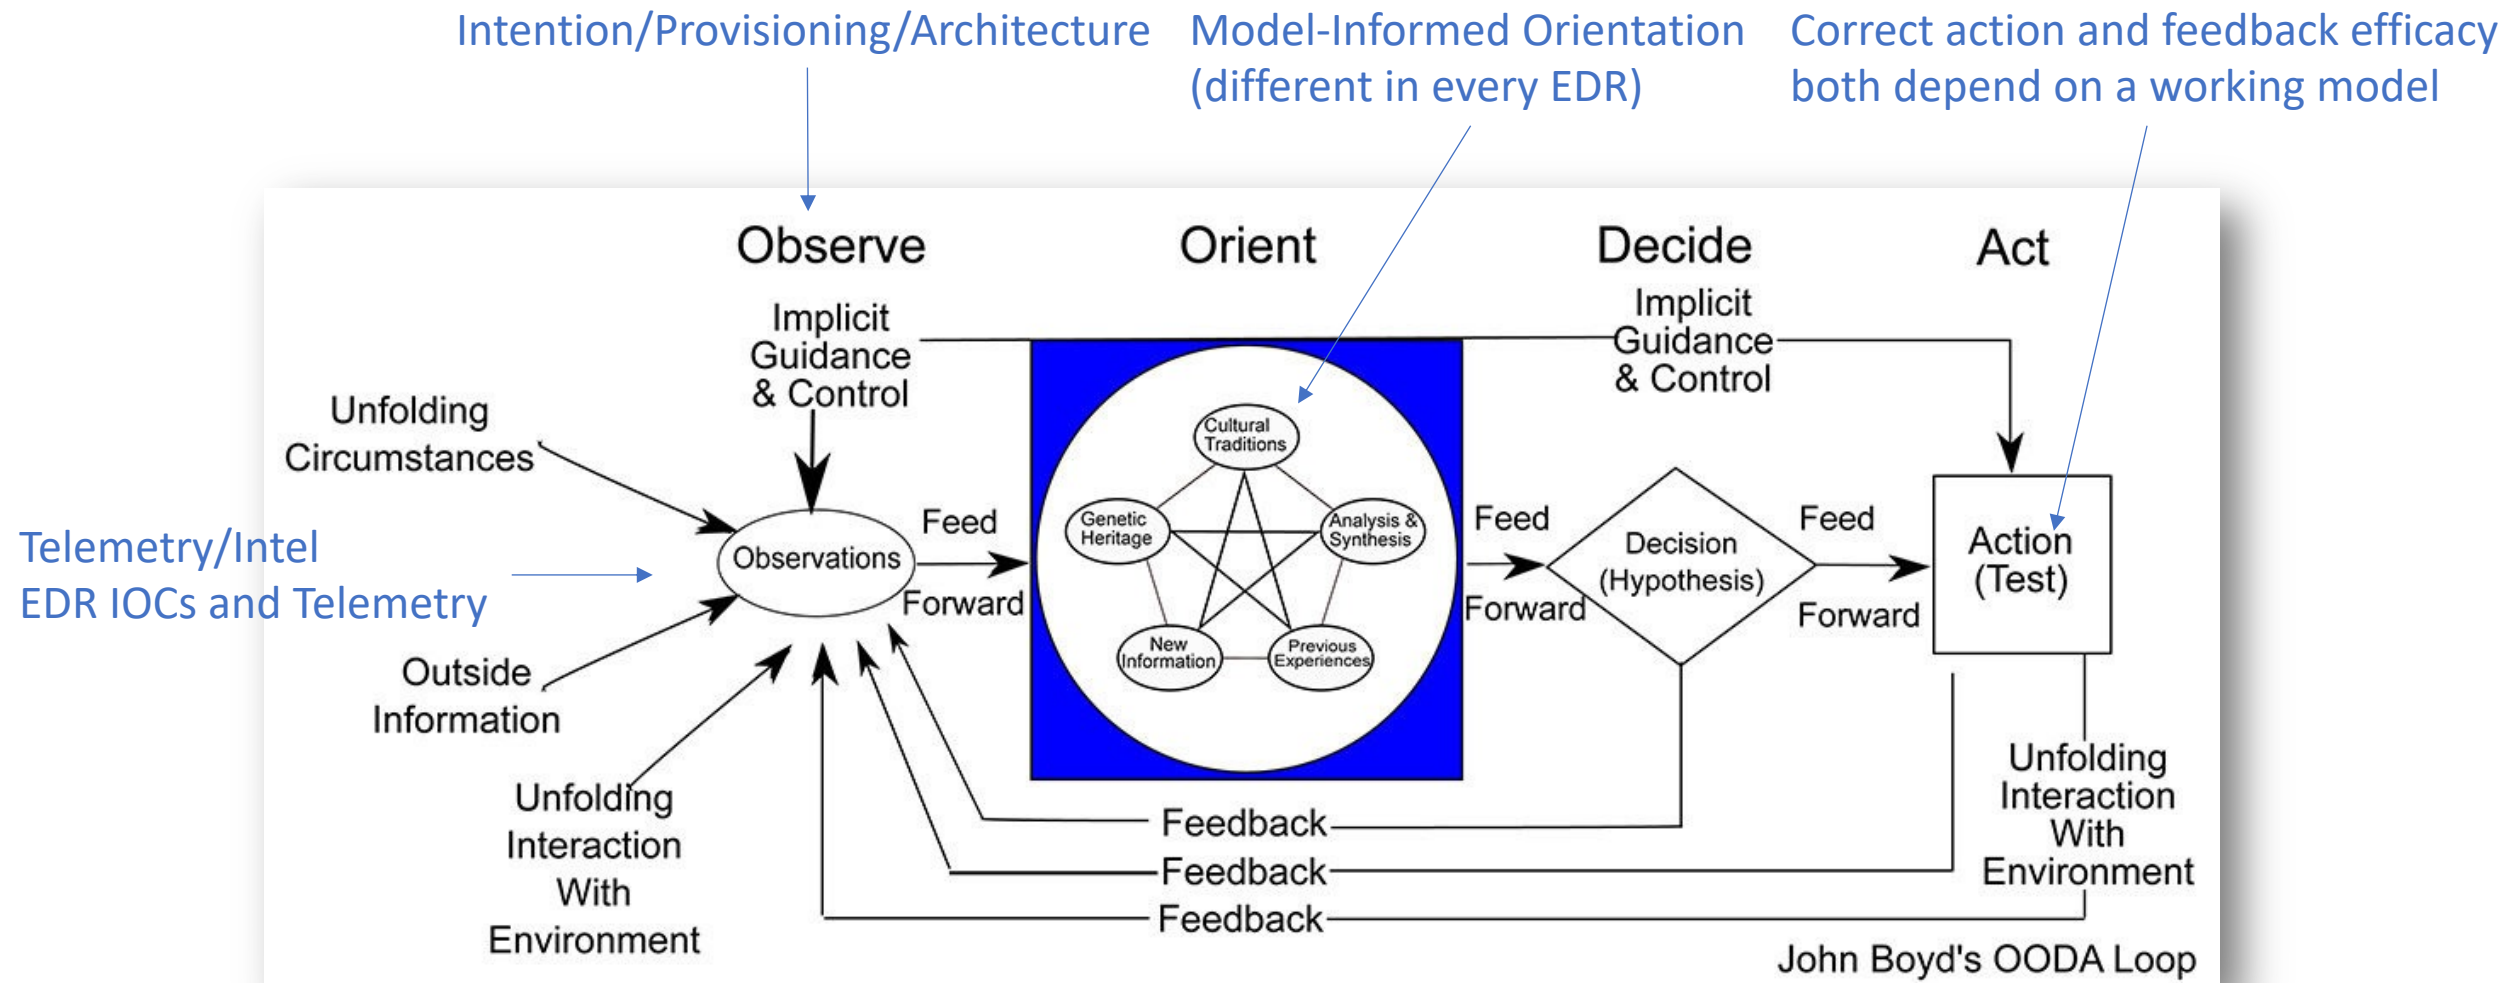 Intention/Provisioning/Architecture
Model-Informed Orientation
(different in every EDR)
Correct action and feedback efficacy
both depend on a working model
Observe
Orient
Decide
Act
Implicit
Guidance
& Control
Implicit
Guidance
& Control
Unfolding
Circumstances
Telemetry/Intel
EDR IOCs and Telemetry
Outside
Information
Unfolding
Interaction
With
Environment
Observations
Feed
Forward
Cultural
Traditions
Genetic
Heritage
Analysis &
Synthesis
New
Information
Previous
Experiences
Feed
Forward
Decision
(Hypothesis)
Feed
Forward
Action
(Test)
Unfolding
Interaction
With
Environment
Feedback
Feedback
Feedback
John Boyd's OODA Loop